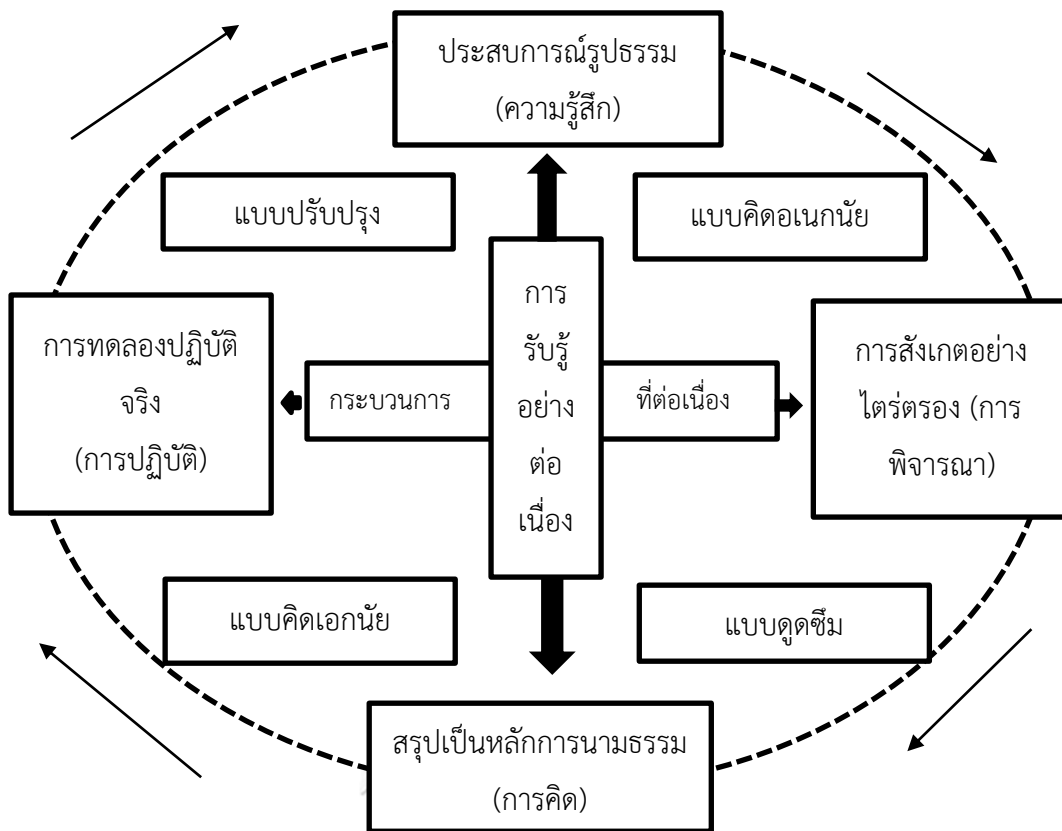 ประสบการณ์รูปธรรม
(ความรู้สึก)
แบบปรับปรุง
แบบคิดอเนกนัย
การ
รับรู้
อย่าง
ต่อ
เนื่อง
การทดลองปฏิบัติ
จริง
(การปฏิบัติ)
กระบวนการ
ที่ต่อเนื่อง
การสังเกตอย่าง
ไตร่ตรอง (การ
พิจารณา)
แบบคิดเอกนัย
แบบดูดซึม
สรุปเป็นหลักการนามธรรม
(การคิด)